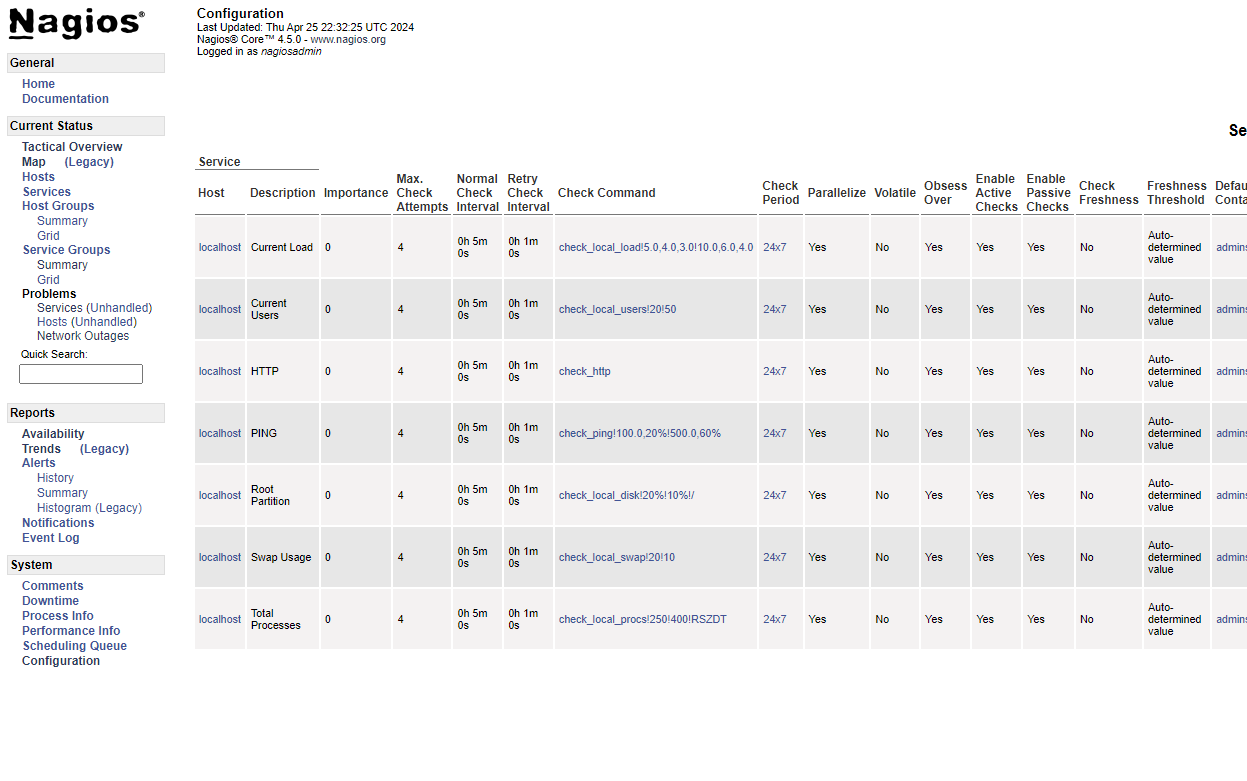 Nagios®
General
Home
Documentation
Current Status
Tactical Overview
Map (Legacy)
Hosts
Services
Host Groups
Summary
Grid
Service Groups
Summary
Grid
Problems
Services (Unhandled)
Hosts (Unhandled)
Network Outages
Quick Search:
Reports
Availability
Trends (Legacy)
Alerts
History
Summary
Histogram (Legacy)
Notifications
Event Log
System
Comments
Downtime
Process Info
Performance Info
Scheduling Queue
Configuration
Configuration
Last Updated: Thu Apr 25 22:32:25 UTC 2024
Nagios® Core™ 4.5.0 - www.nagios.org
Logged in as nagiosadmin
Se
Service
Host Description Importance Max. Check Attempts Normal Check Interval Retry Check Interval Check Command Check Period Parallelize Volatile Obsess Over Enable Active Checks Enable Passive Checks Check Freshness Freshness Threshold Defau Conta
localhost Current Load 0 4 0h 5m 0s 0h 1m 0s check_local_load!5.0,4.0,3.0!10.0,6.0,4.0 24x7 Yes No Yes Yes Yes No Auto-determined value admins
localhost Current Users 0 4 0h 5m 0s 0h 1m 0s check_local_users!20!50 24x7 Yes No Yes Yes Yes No Auto-determined value admins
localhost HTTP 0 4 0h 5m 0s 0h 1m 0s check_http 24x7 Yes No Yes Yes Yes No Auto-determined value admins
localhost PING 0 4 0h 5m 0s 0h 1m 0s check_ping!100.0,20%!500.0,60% 24x7 Yes No Yes Yes Yes No Auto-determined value admins
localhost Root Partition 0 4 0h 5m 0s 0h 1m 0s check_local_disk!20%!10%!/ 24x7 Yes No Yes Yes Yes No Auto-determined value admins
localhost Swap Usage 0 4 0h 5m 0s 0h 1m 0s check_local_swap!20!10 24x7 Yes No Yes Yes Yes No Auto-determined value admins
localhost Total Processes 0 4 0h 5m 0s 0h 1m 0s check_local_procs!250!400!RSZDT 24x7 Yes No Yes Yes Yes No Auto-determined value admins